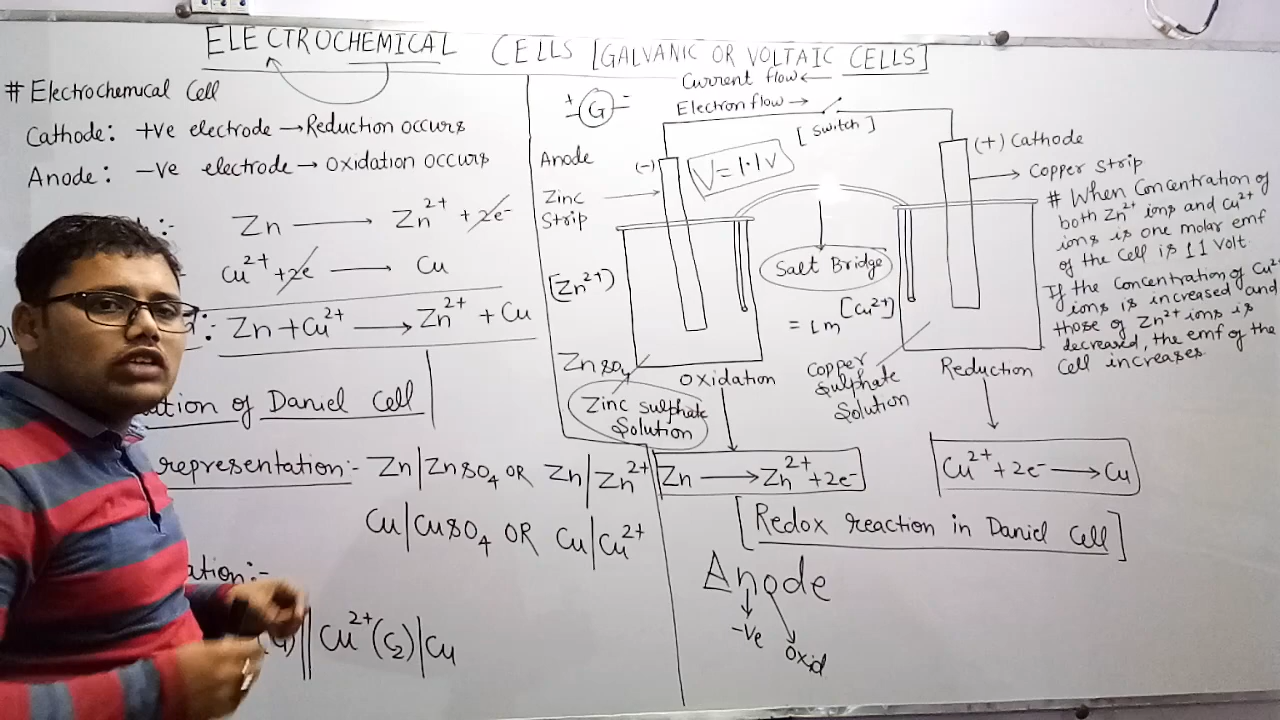 ELECTROCHEMICAL CELLS [GALVANIC OR VOLTAIC CELLS]
# Electrochemical Cell
Cathode: +ve electrode → Reduction occurs
Anode: -ve electrode → Oxidation occurs
Zn ⟶ Zn²⁺ + 2e⁻
Cu²⁺ + 2e ⟶ Cu
Zn + Cu²⁺ ⟶ Zn²⁺ + Cu
of Daniel Cell
representation:- Zn|ZnSO₄ OR Zn|Zn²⁺
Cu|CuSO₄ OR Cu|Cu²⁺
|| Cu²⁺(C₂)|Cu
Current flow ←
+ G -
Electron flow →
[Switch]
Anode
(-)
V = 1.1V
(+) Cathode
Zinc
Strip
Copper Strip
[Zn²⁺)
Salt Bridge
[Cu²⁺]
= 1m
ZnSO₄
Zinc Sulphate
Solution
Oxidation
Copper
Sulphate
Solution
Reduction
# When Concentration of
both Zn²⁺ ions and Cu²⁺
ions is one molar emf
of the cell is 1.1 Volt.
If the Concentration of Cu²⁺
ions is increased and
those of Zn²⁺ ions is
decreased, the emf of the
Cell increases.
Zn ⟶ Zn²⁺ + 2e⁻
Cu²⁺ + 2e⁻ ⟶ Cu
[Redox reaction in Daniel Cell]
Anode
-ve
Oxid